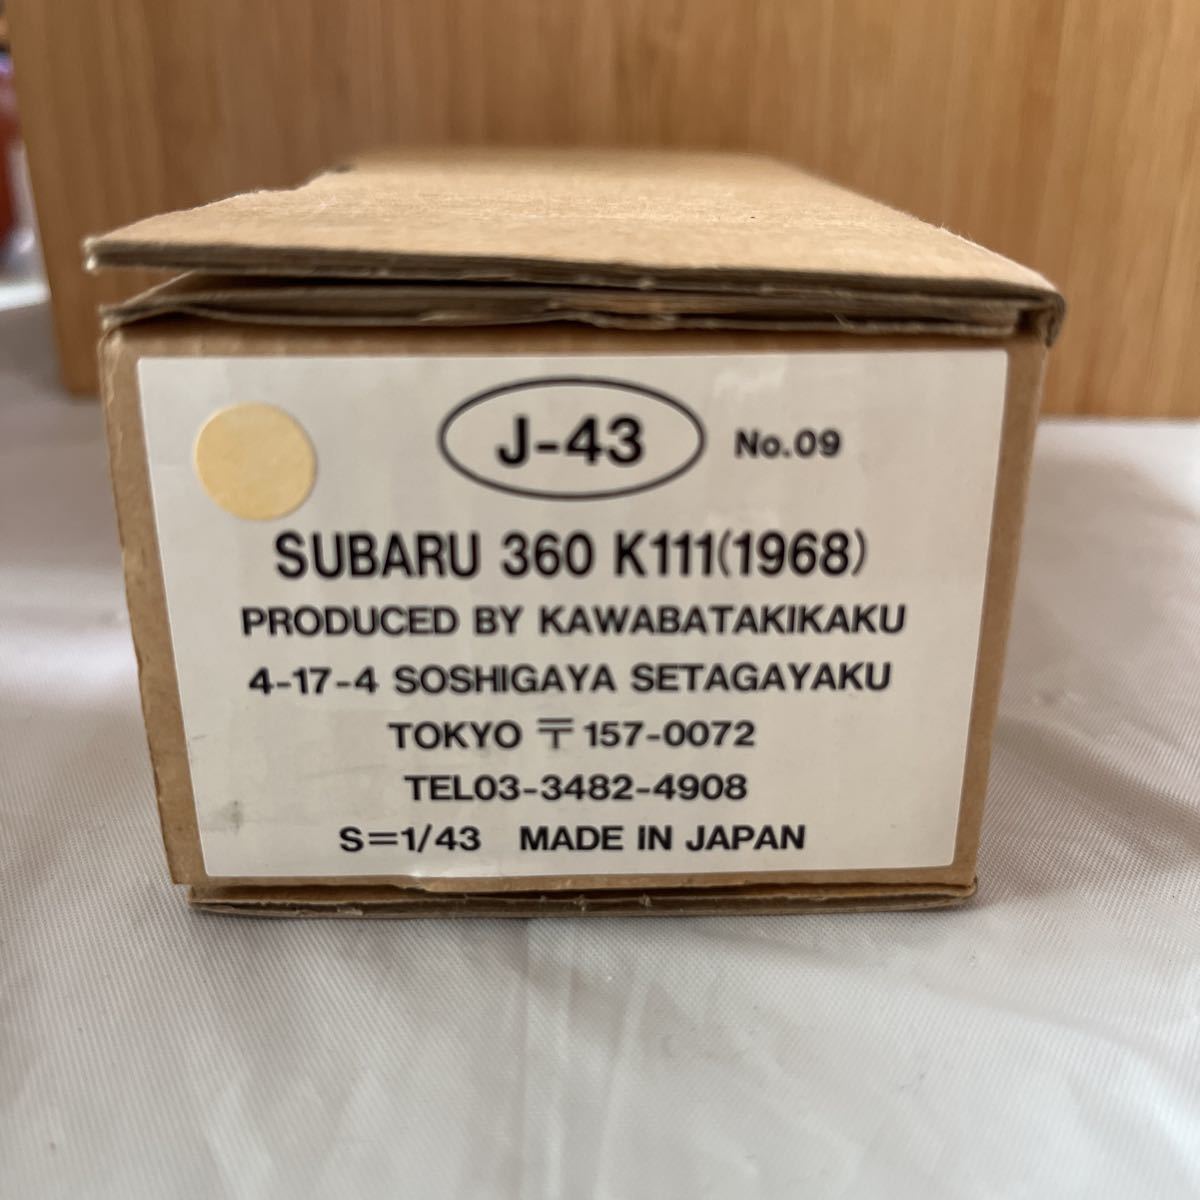 J-43 No.09
SUBARU 360 K111(1968)
PRODUCED BY KAWABATAKIKAKU
4-17-4 SOSHIGAYA SETAGAYAKU
TOKYO 〒157-0072
TEL03-3482-4908
S=1/43 MADE IN JAPAN